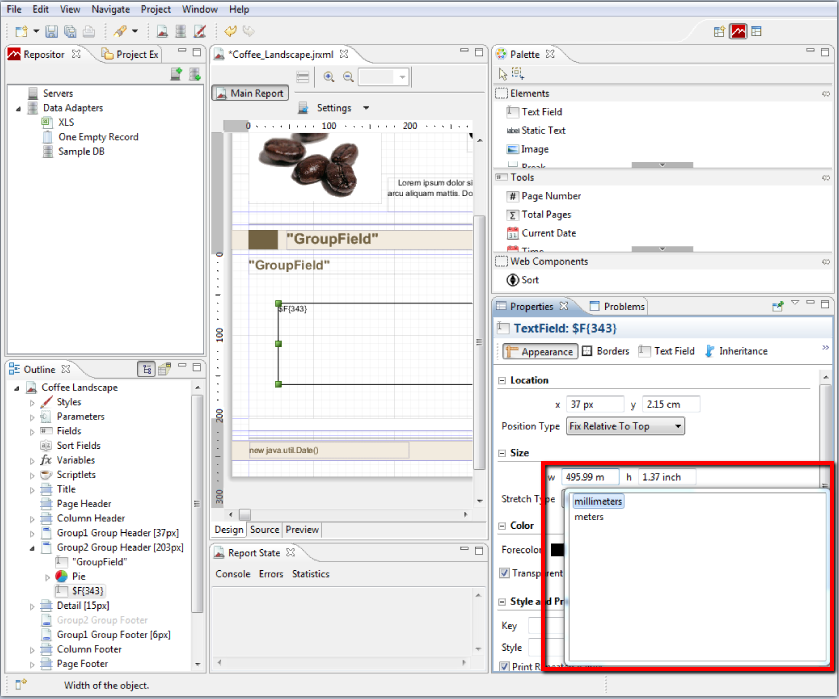 File Edit View Navigate Project Window Help
Repositor
Project Ex
Servers
Data Adapters
XLS
One Empty Record
Sample DB
Outline
Coffee Landscape
Styles
Parameters
Fields
Sort Fields
fx Variables
Scriptlets
Title
Page Header
Column Header
Group1 Group Header [37px]
Group2 Group Header [203px]
"GroupField"
Pie
$F{343}
Detail [15px]
Group2 Group Footer
Group1 Group Footer [6px]
Column Footer
Page Footer
*Coffee_Landscape.jrxml
Main Report
Settings
0 100 200
Lorem ipsum dolor si
arcu aliquam mattis. Do
"GroupField"
"GroupField"
0
$F{343}
100
200
new java.util.Date()
300
Design Source Preview
Report State
Console Errors Statistics
Palette
Elements
Text Field
label Static Text
Image
Break
Tools
# Page Number
Σ Total Pages
Current Date
Time
Web Components
Sort
Properties Problems
TextField: $F{343}
Appearance Borders Text Field Inheritance »
Location
x 37 px y 2.15 cm
Position Type Fix Relative To Top
Size
w 495.99 m h 1.37 inch
Stretch Type
millimeters
meters
Color
Forecolor
Transparent
Style and Pr
Key
Style
Print Repeated
Width of the object.